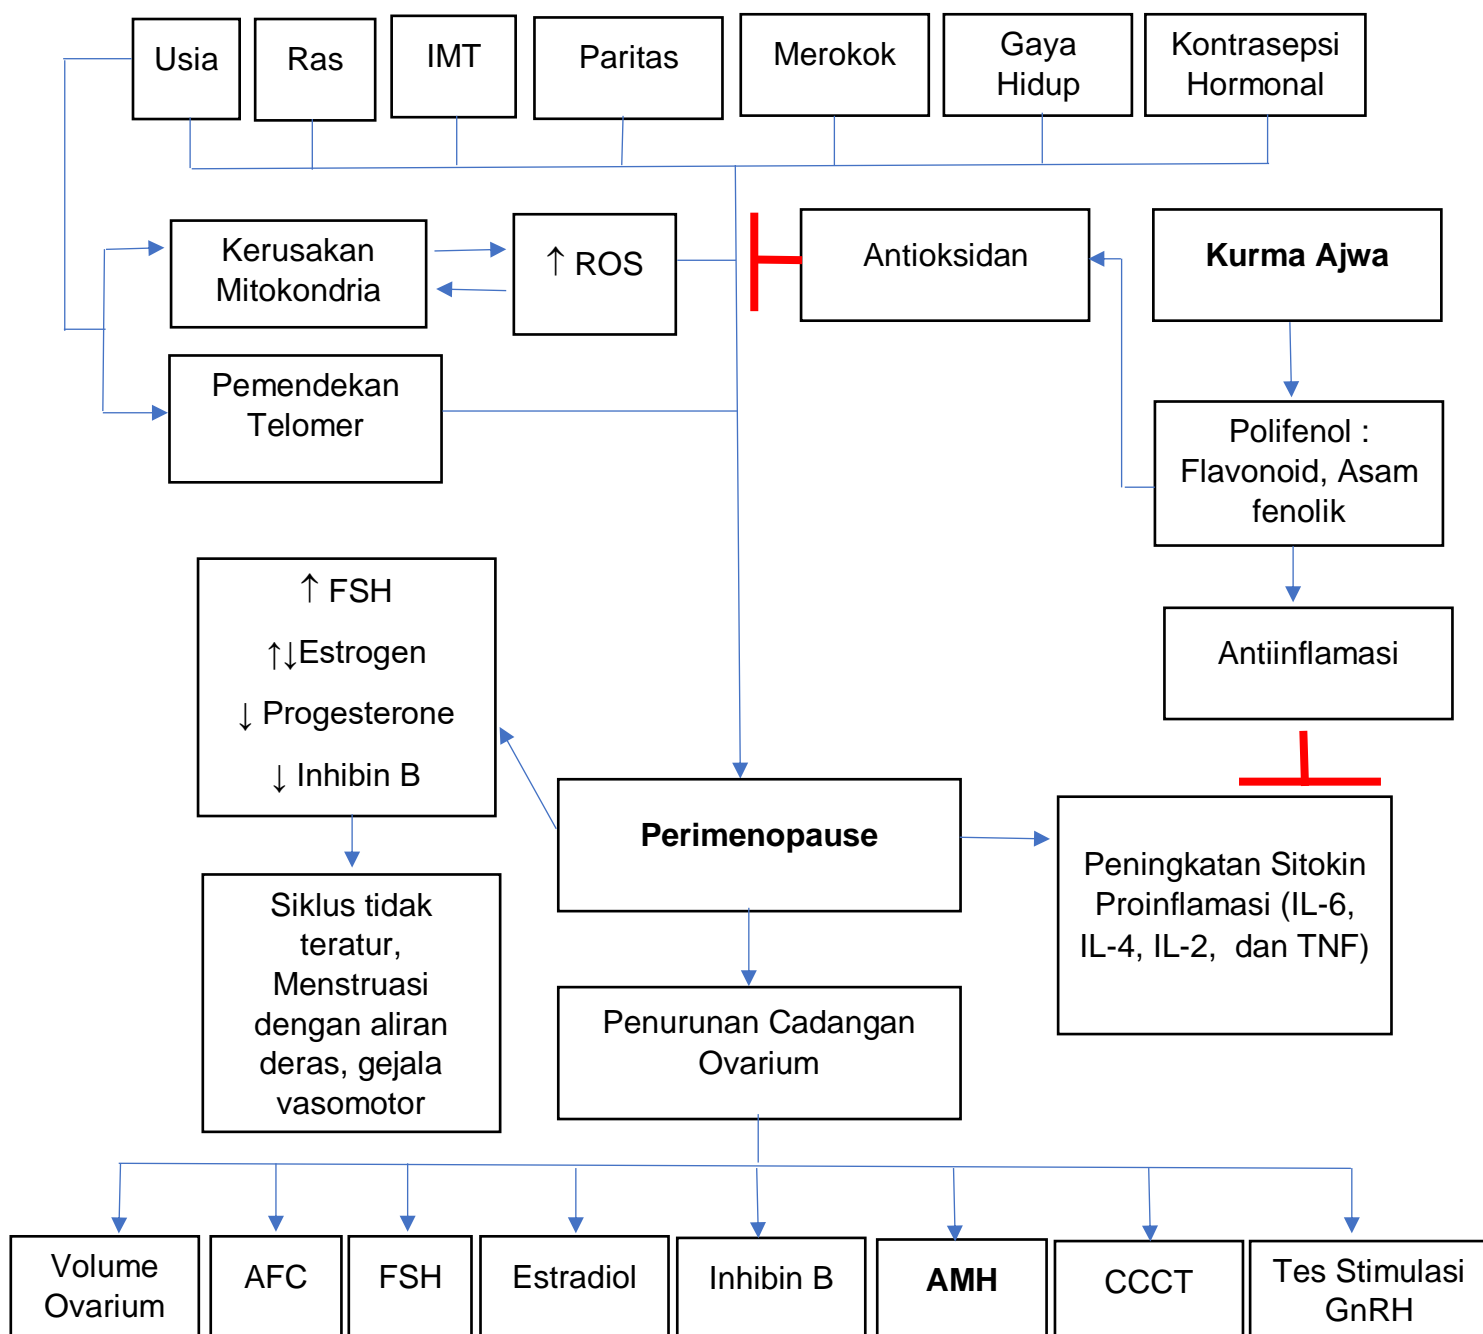 Usia
Ras
IMT
Paritas
Merokok
Gaya
Hidup
Kontrasepsi
Hormonal
Kerusakan
Mitokondria
↑ ROS
Antioksidan
Kurma Ajwa
Pemendekan
Telomer
Polifenol :
Flavonoid, Asam
fenolik
↑ FSH
↑↓Estrogen
↓ Progesterone
↓ Inhibin B
Antiinflamasi
Perimenopause
Peningkatan Sitokin
Proinflamasi (IL-6,
IL-4, IL-2,  dan TNF)
Siklus tidak
teratur,
Menstruasi
dengan aliran
deras, gejala
vasomotor
Penurunan Cadangan
Ovarium
Volume
Ovarium
AFC
FSH
Estradiol
Inhibin B
AMH
CCCT
Tes Stimulasi
GnRH